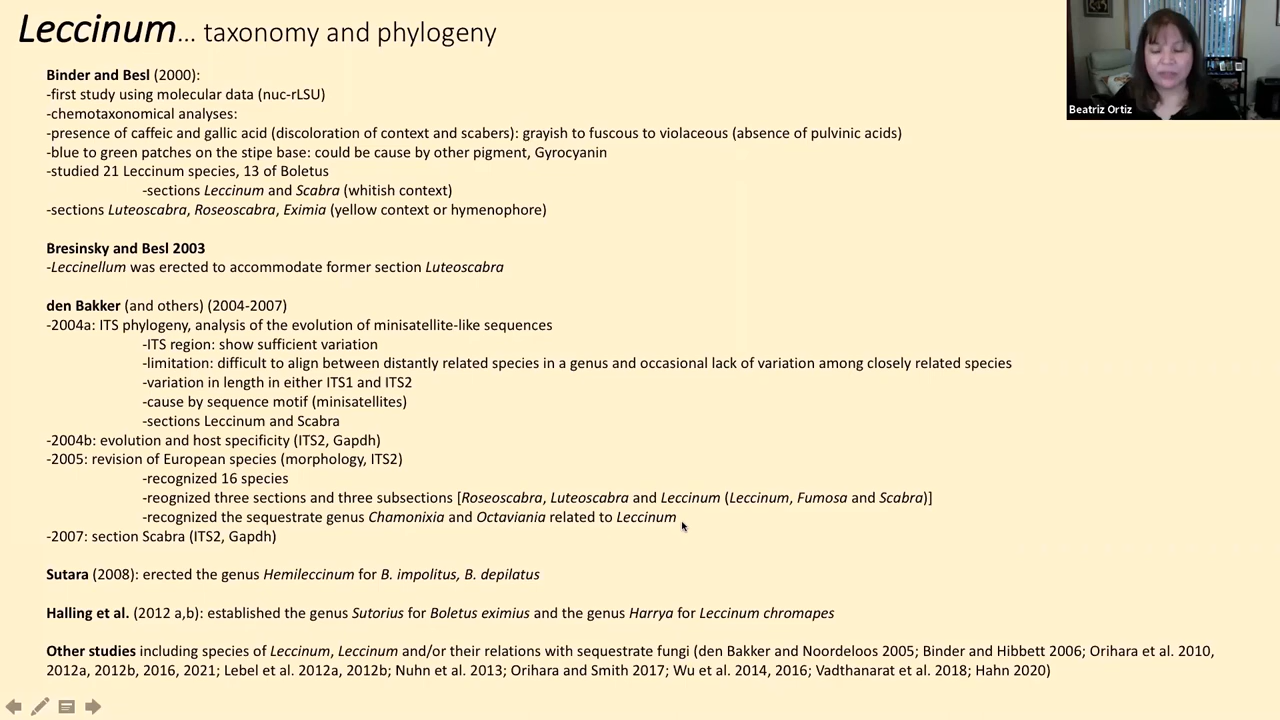 Leccinum... taxonomy and phylogeny
Beatriz Ortiz
Binder and Besl (2000):
-first study using molecular data (nuc-rLSU)
-chemotaxonomical analyses:
-presence of caffeic and gallic acid (discoloration of context and scabers): grayish to fuscous to violaceous (absence of pulvinic acids)
-blue to green patches on the stipe base: could be cause by other pigment, Gyrocyanin
-studied 21 Leccinum species, 13 of Boletus
-sections Leccinum and Scabra (whitish context)
-sections Luteoscabra, Roseoscabra, Eximia (yellow context or hymenophore)
Bresinsky and Besl 2003
-Leccinellum was erected to accommodate former section Luteoscabra
den Bakker (and others) (2004-2007)
-2004a: ITS phylogeny, analysis of the evolution of minisatellite-like sequences
-ITS region: show sufficient variation
-limitation: difficult to align between distantly related species in a genus and occasional lack of variation among closely related species
-variation in length in either ITS1 and ITS2
-cause by sequence motif (minisatellites)
-sections Leccinum and Scabra
-2004b: evolution and host specificity (ITS2, Gapdh)
-2005: revision of European species (morphology, ITS2)
-recognized 16 species
-reognized three sections and three subsections [Roseoscabra, Luteoscabra and Leccinum (Leccinum, Fumosa and Scabra)]
-recognized the sequestrate genus Chamonixia and Octaviania related to Leccinum
-2007: section Scabra (ITS2, Gapdh)
Sutara (2008): erected the genus Hemileccinum for B. impolitus, B. depilatus
Halling et al. (2012 a,b): established the genus Sutorius for Boletus eximius and the genus Harrya for Leccinum chromapes
Other studies including species of Leccinum, Leccinum and/or their relations with sequestrate fungi (den Bakker and Noordeloos 2005; Binder and Hibbett 2006; Orihara et al. 2010,
2012a, 2012b, 2016, 2021; Lebel et al. 2012a, 2012b; Nuhn et al. 2013; Orihara and Smith 2017; Wu et al. 2014, 2016; Vadthanarat et al. 2018; Hahn 2020)